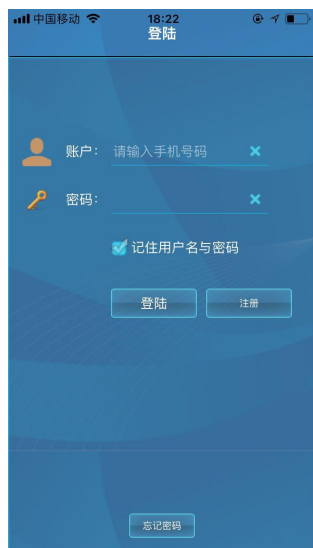 中国移动 18:22
登陆
账户: 请输入手机号码
密码:
记住用户名与密码
登陆 注册
忘记密码